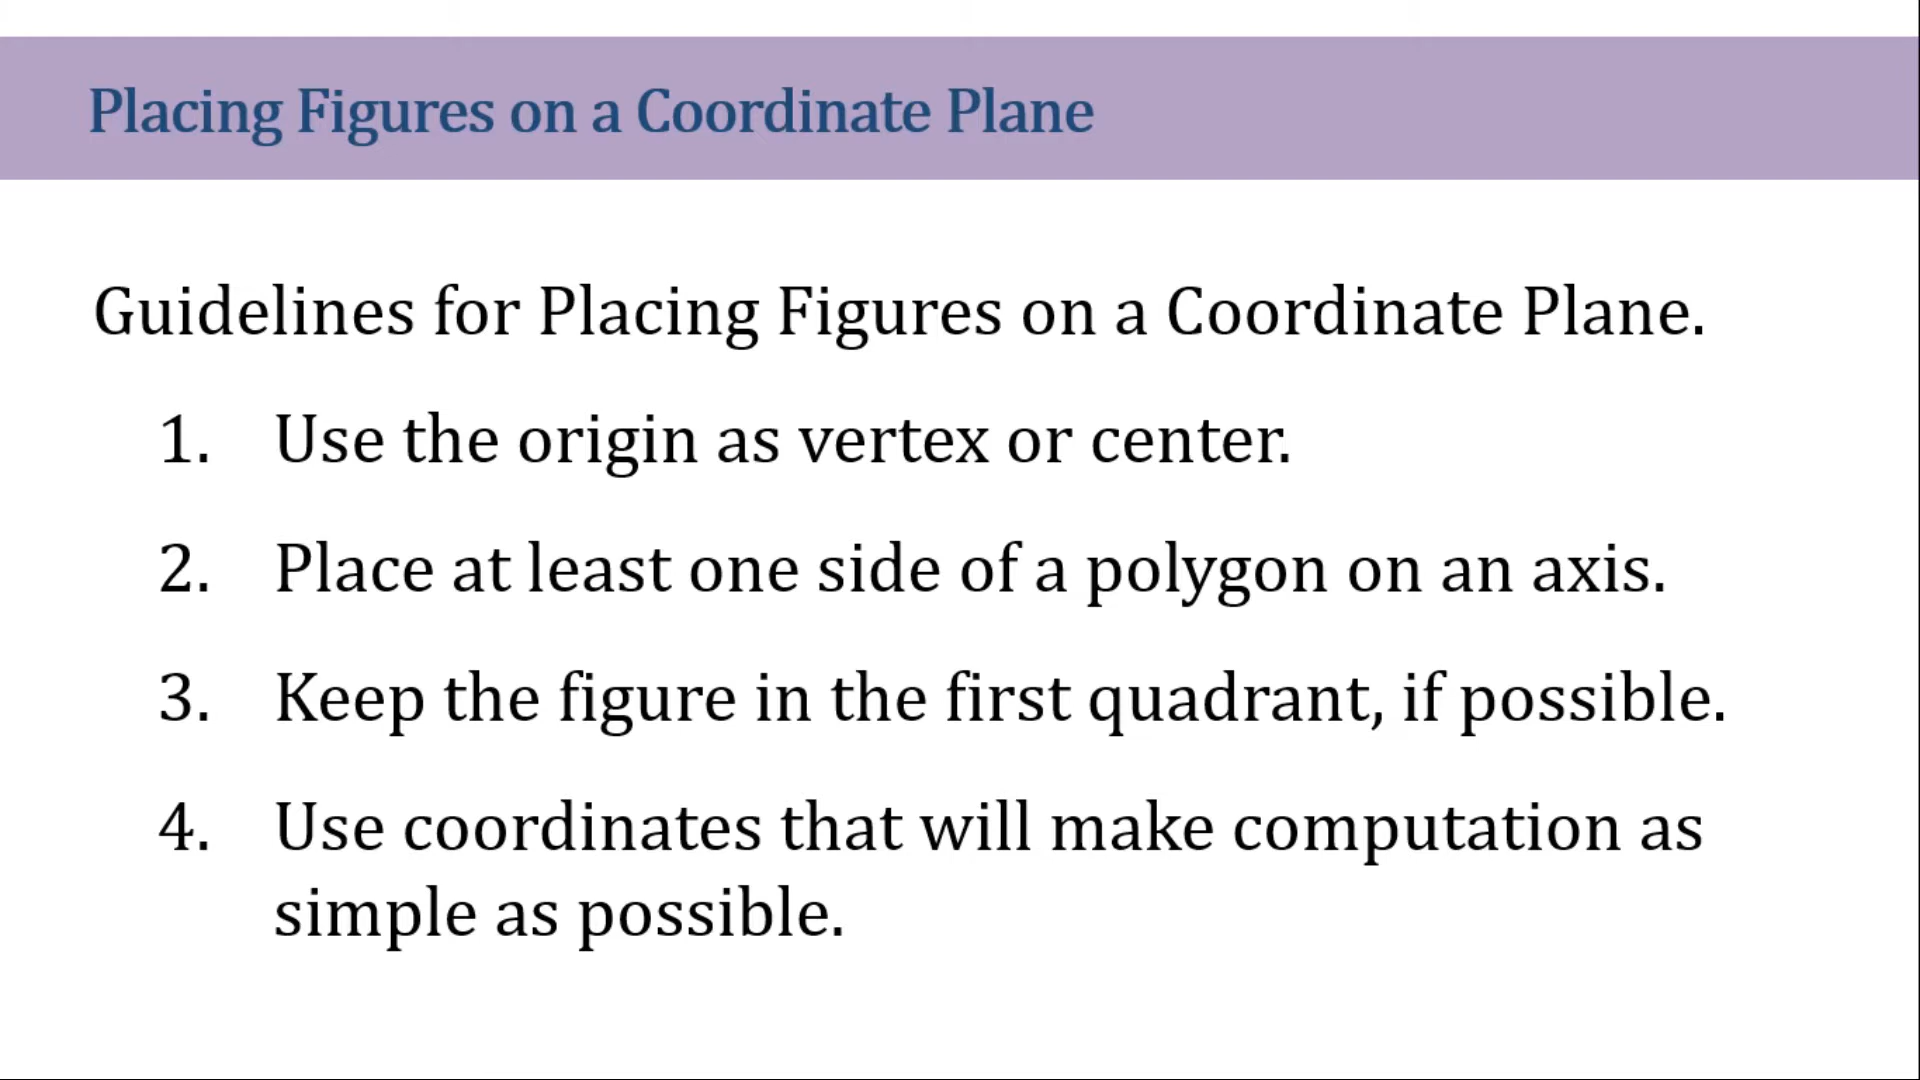 Placing Figures on a Coordinate Plane
Guidelines for Placing Figures on a Coordinate Plane.
1. Use the origin as vertex or center.
2. Place at least one side of a polygon on an axis.
3. Keep the figure in the first quadrant, if possible.
4. Use coordinates that will make computation as
simple as possible.